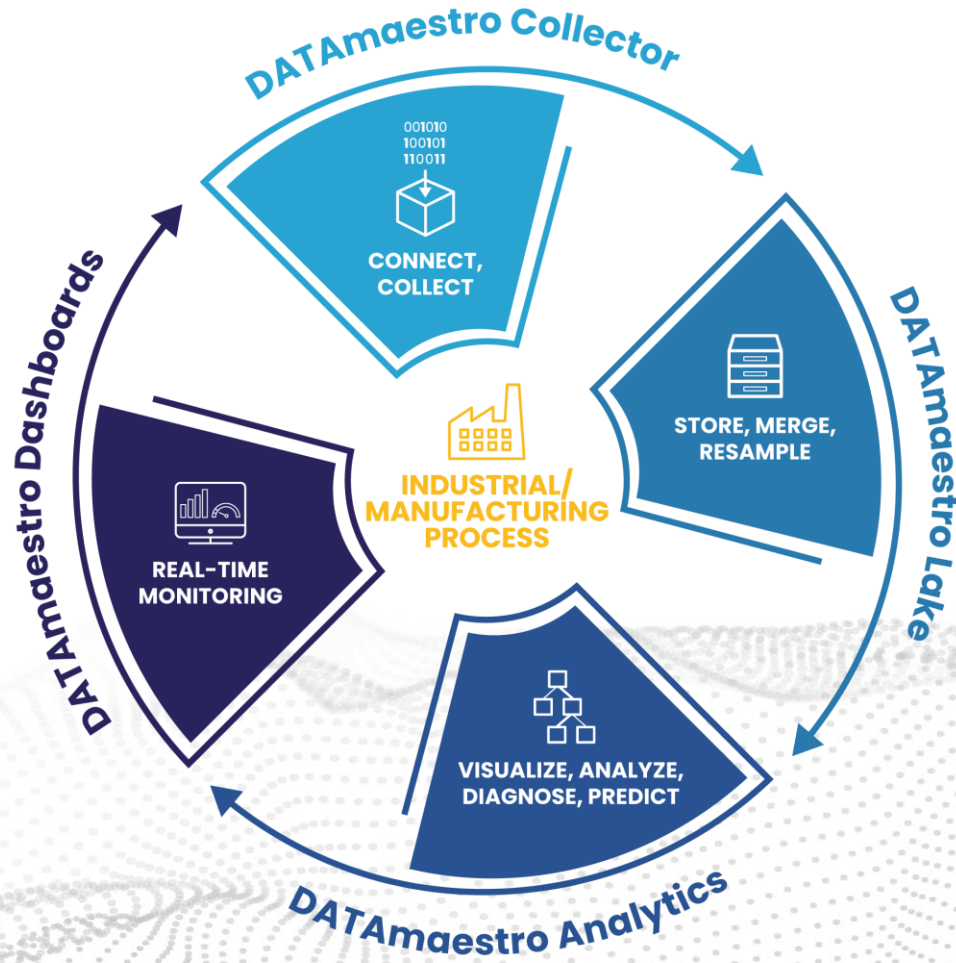 DATAmaestro Collector
001010
100101
110011
CONNECT,
COLLECT
DATAmaestro Lake
STORE, MERGE,
RESAMPLE
INDUSTRIAL/
MANUFACTURING
PROCESS
DATAmaestro Analytics
VISUALIZE, ANALYZE,
DIAGNOSE, PREDICT
DATAmaestro Dashboards
REAL-TIME
MONITORING